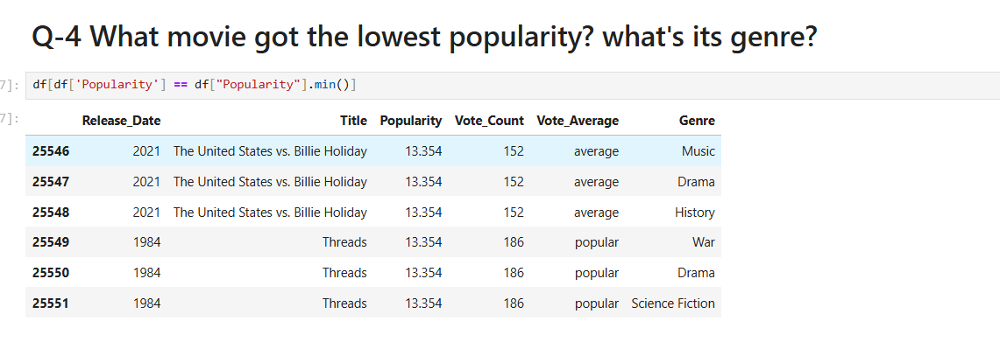 Q-4 What movie got the lowest popularity? what's its genre?
7]: df[df['Popularity'] == df["Popularity"].min()]
7]:
Release_Date Title Popularity Vote_Count Vote_Average Genre
25546 2021 The United States vs. Billie Holiday 13.354 152 average Music
25547 2021 The United States vs. Billie Holiday 13.354 152 average Drama
25548 2021 The United States vs. Billie Holiday 13.354 152 average History
25549 1984 Threads 13.354 186 popular War
25550 1984 Threads 13.354 186 popular Drama
25551 1984 Threads 13.354 186 popular Science Fiction